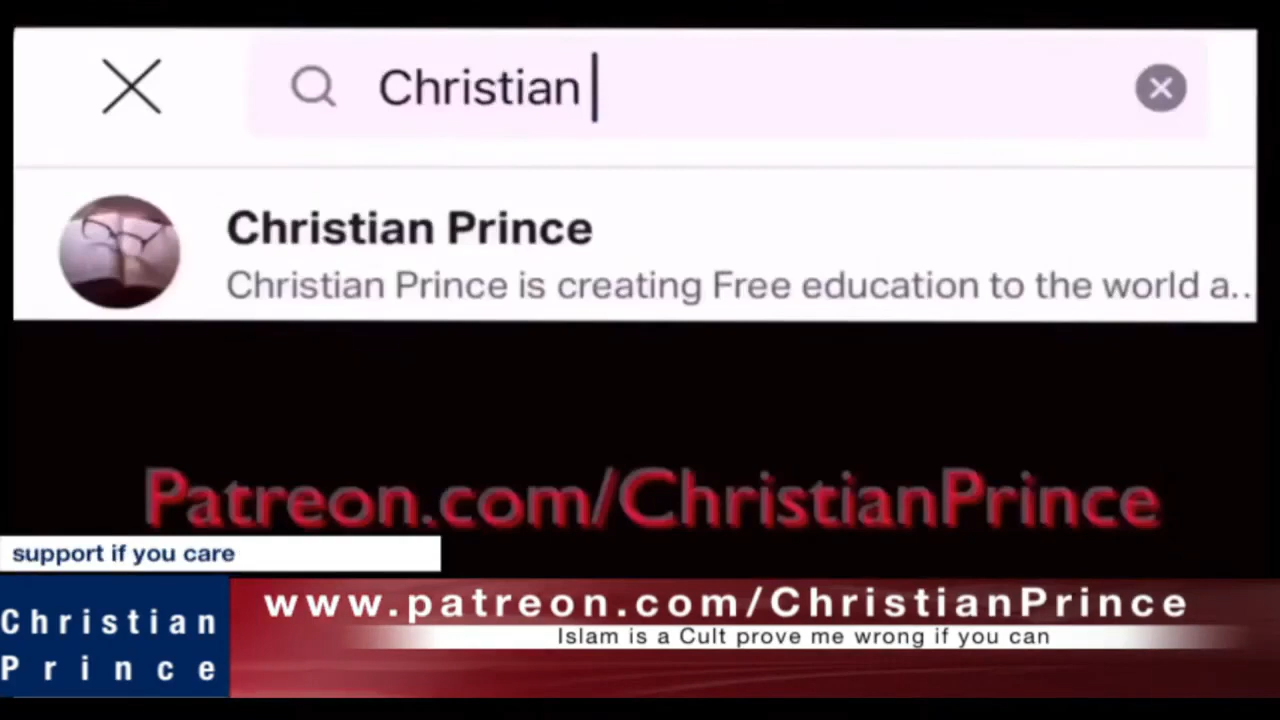 Christian
Christian Prince
Christian Prince is creating Free education to the world a..
Patreon.com/ChristianPrince
support if you care
Christian
Prince
www.patreon.com/ChristianPrince
Islam is a Cult prove me wrong if you can